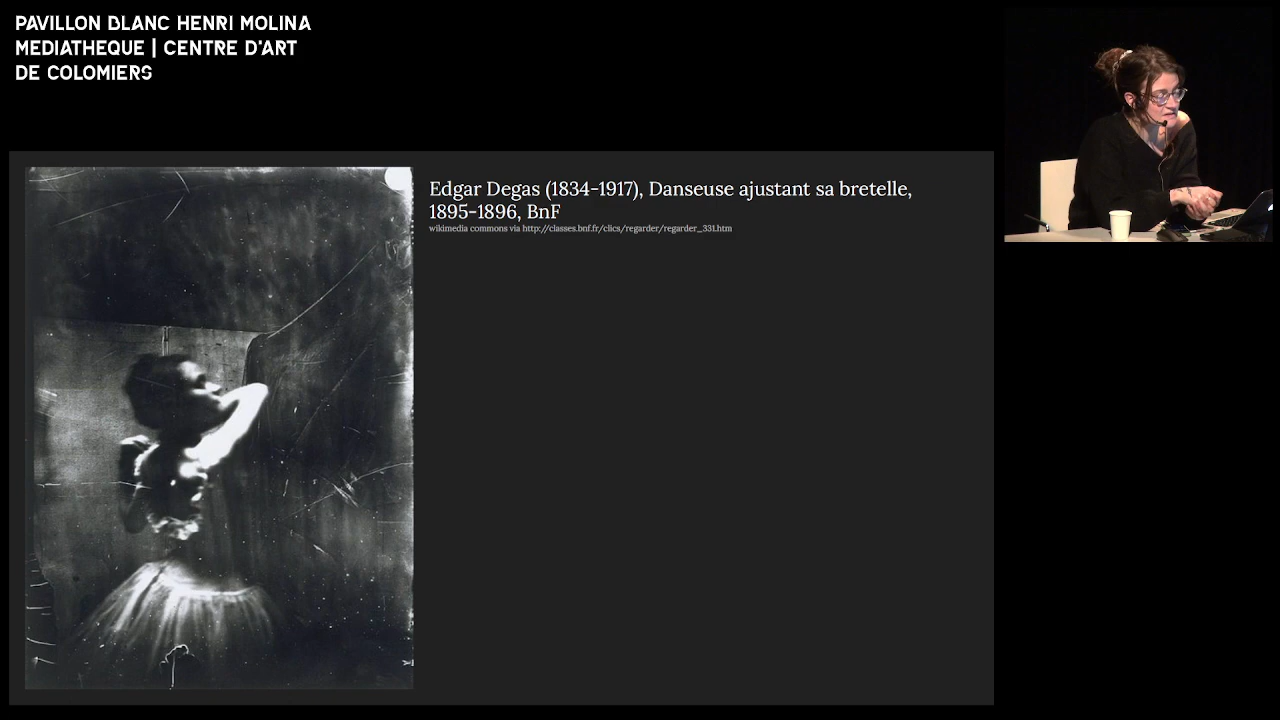 PAVILLON BLANC HENRI MOLINA
MEDIATHEQUE | CENTRE D'ART
DE COLOMIERS
Edgar Degas (1834-1917), Danseuse ajustant sa bretelle,
1895-1896, BnF
wikimedia commons via http://classes.bnf.fr/clics/regarder/regarder_331.htm